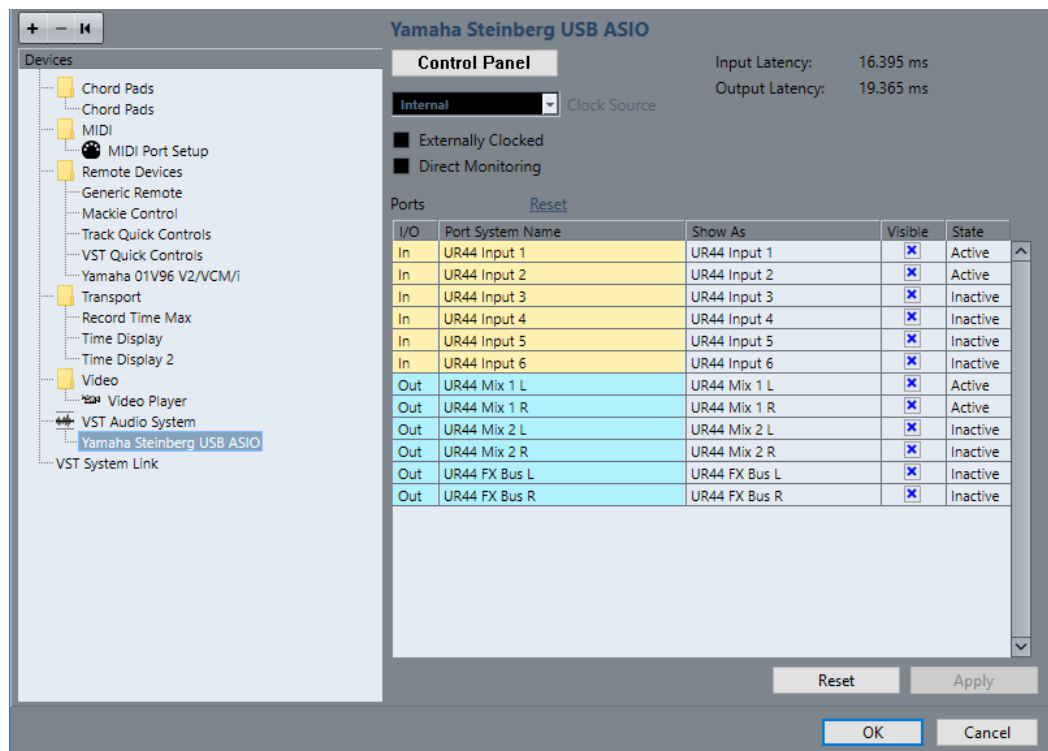 + −
Devices
Chord Pads
Chord Pads
MIDI
MIDI Port Setup
Remote Devices
Generic Remote
Mackie Control
Track Quick Controls
VST Quick Controls
Yamaha 01V96 V2/VCM/i
Transport
Record Time Max
Time Display
Time Display 2
Video
Video Player
VST Audio System
Yamaha Steinberg USB ASIO
VST System Link
Yamaha Steinberg USB ASIO
Control Panel
Input Latency: 16.395 ms
Output Latency: 19.365 ms
Internal Clock Source
Externally Clocked
Direct Monitoring
Ports Reset
I/O Port System Name Show As Visible State
In UR44 Input 1 UR44 Input 1 Active
In UR44 Input 2 UR44 Input 2 Active
In UR44 Input 3 UR44 Input 3 Inactive
In UR44 Input 4 UR44 Input 4 Inactive
In UR44 Input 5 UR44 Input 5 Inactive
In UR44 Input 6 UR44 Input 6 Inactive
Out UR44 Mix 1 L UR44 Mix 1 L Active
Out UR44 Mix 1 R UR44 Mix 1 R Active
Out UR44 Mix 2 L UR44 Mix 2 L Inactive
Out UR44 Mix 2 R UR44 Mix 2 R Inactive
Out UR44 FX Bus L UR44 FX Bus L Inactive
Out UR44 FX Bus R UR44 FX Bus R Inactive
Reset Apply
OK Cancel